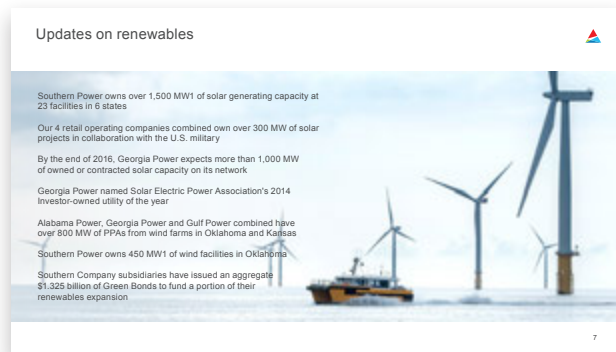 Updates on renewables
Southern Power owns over 1,500 MW1 of solar generating capacity at
23 facilities in 6 states
Our 4 retail operating companies combined own over 300 MW of solar
projects in collaboration with the U.S. military
By the end of 2016, Georgia Power expects more than 1,000 MW
of owned or contracted solar capacity on its network
Georgia Power named Solar Electric Power Association's 2014
Investor-owned utility of the year
Alabama Power, Georgia Power and Gulf Power combined have
over 800 MW of PPAs from wind farms in Oklahoma and Kansas
Southern Power owns 450 MW1 of wind facilities in Oklahoma
Southern Company subsidiaries have issued an aggregate
$1.325 billion of Green Bonds to fund a portion of their
renewables expansion
7